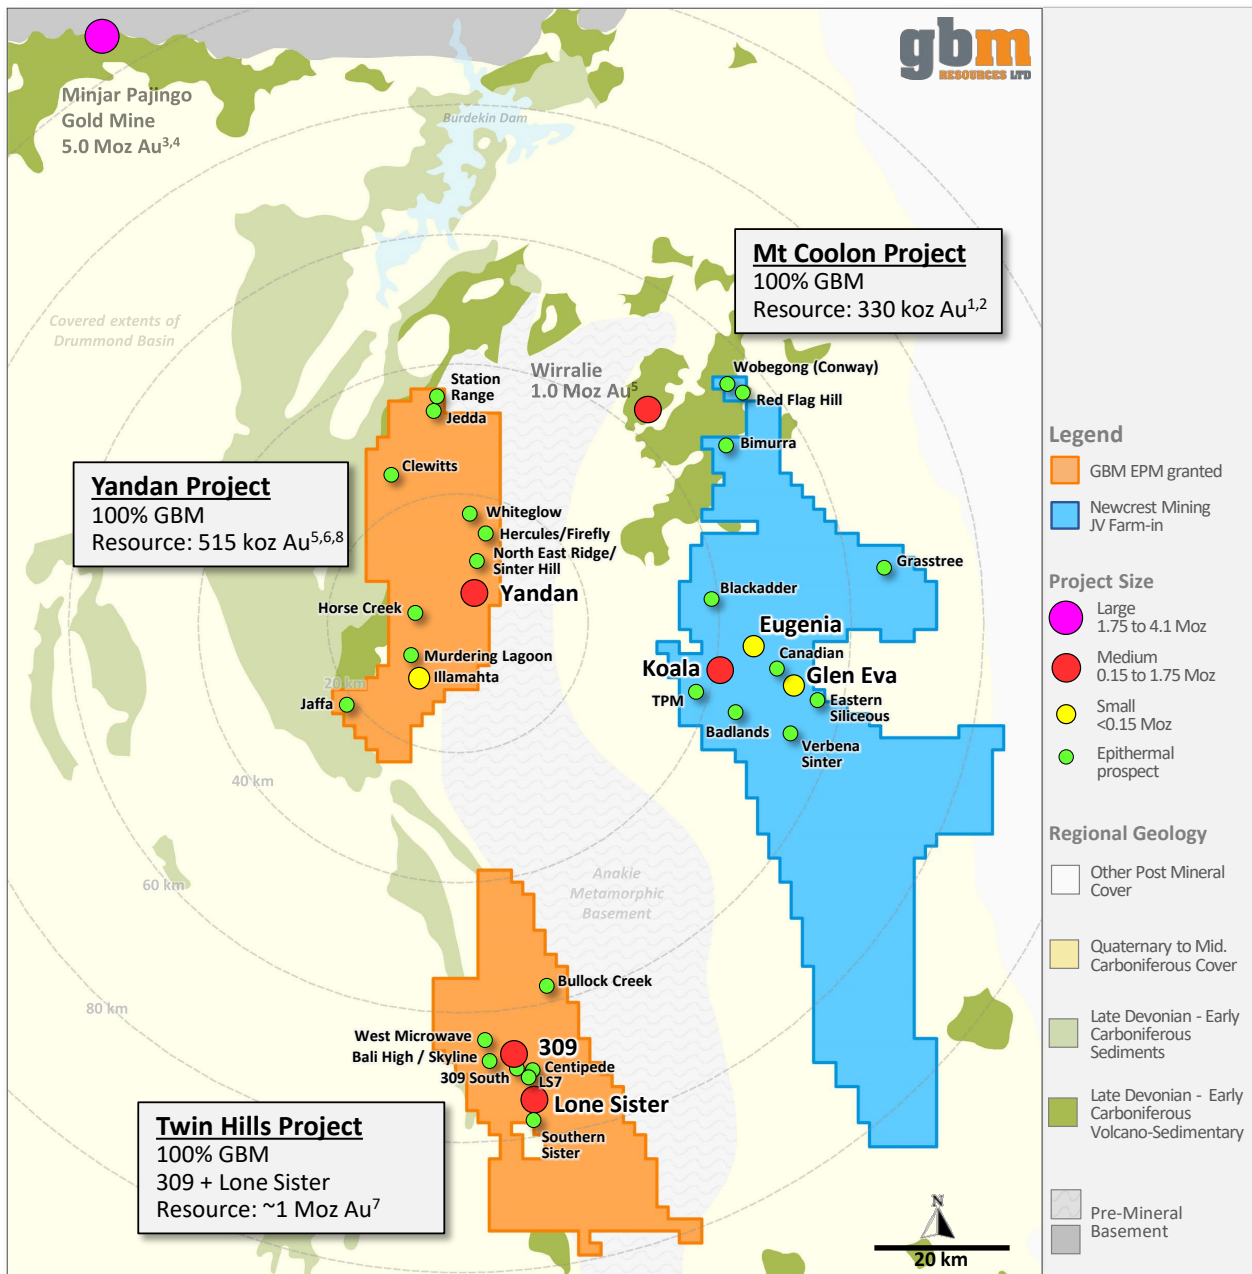 gbm
RESOURCES LTD
Minjar Pajingo
Gold Mine
5.0 Moz Au3,4
Burdekin Dam
Mt Coolon Project
100% GBM
Resource: 330 koz Au1,2
Covered extents of
Drummond Basin
Wirralie
1.0 Moz Au5
Station
Range
Jedda
Wobegong (Conway)
Red Flag Hill
Bimurra
Clewitts
Yandan Project
100% GBM
Resource: 515 koz Au5,6,8
Whiteglow
Hercules/Firefly
North East Ridge/
Sinter Hill
Yandan
Horse Creek
Murdering Lagoon
Illamahta
20 km
Jaffa
Grasstree
Blackadder
Eugenia
Canadian
Koala
Glen Eva
TPM
Eastern
Siliceous
Badlands
Verbena
Sinter
40 km
60 km
80 km
Anakie
Metamorphic
Basement
Bullock Creek
West Microwave
309
Bali High / Skyline
Centipede
309 South
LS7
Lone Sister
Southern
Sister
Twin Hills Project
100% GBM
309 + Lone Sister
Resource: ~1 Moz Au7
N
20 km
Legend
GBM EPM granted
Newcrest Mining
JV Farm-in
Project Size
Large
1.75 to 4.1 Moz
Medium
0.15 to 1.75 Moz
Small
<0.15 Moz
Epithermal
prospect
Regional Geology
Other Post Mineral
Cover
Quaternary to Mid.
Carboniferous Cover
Late Devonian - Early
Carboniferous
Sediments
Late Devonian - Early
Carboniferous
Volcano-Sedimentary
Pre-Mineral
Basement